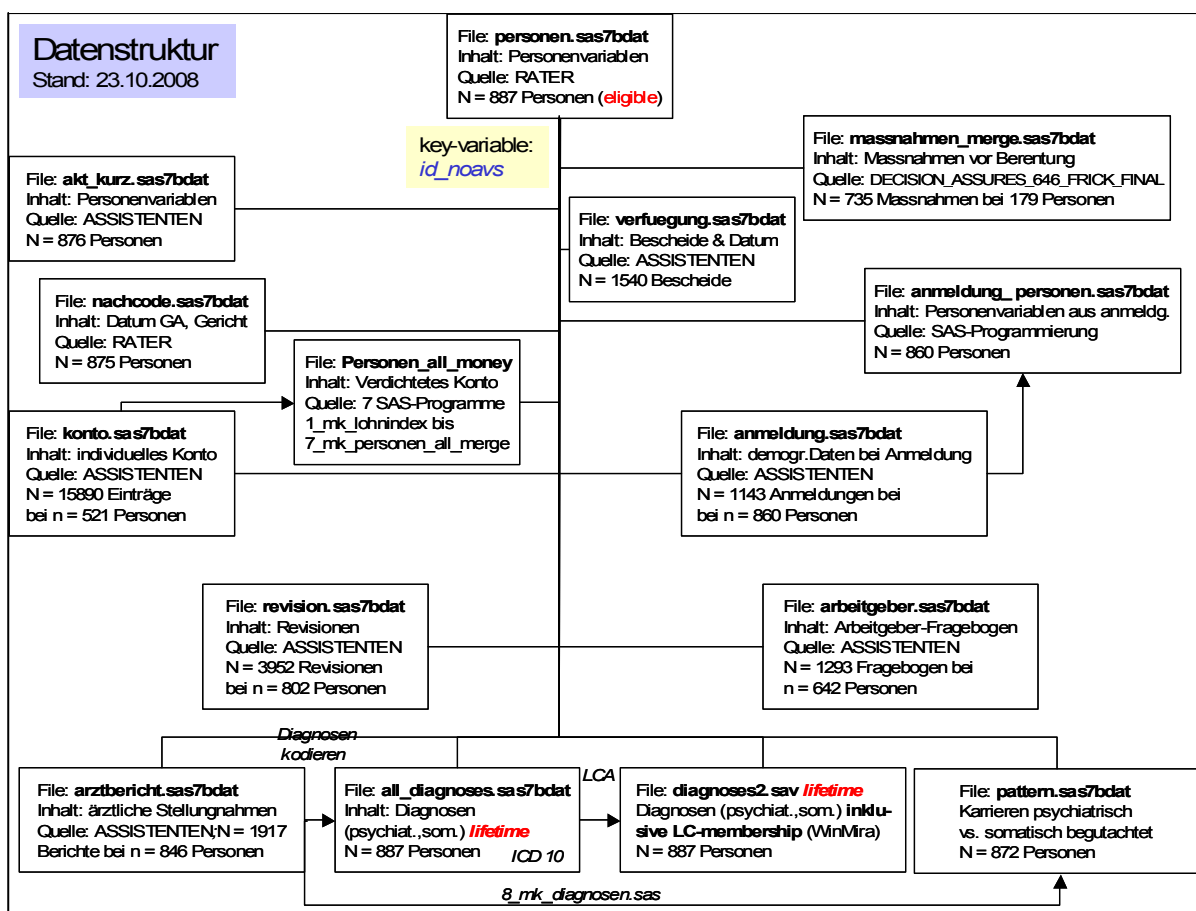 Datenstruktur
Stand: 23.10.2008
File: personen.sas7bdat
Inhalt: Personenvariablen
Quelle: RATER
N = 887 Personen (eligible)
key-variable:
id_noavs
File: massnahmen_merge.sas7bdat
Inhalt: Massnahmen vor Berentung
Quelle: DECISION_ASSURES_646_FRICK_FINAL
N = 735 Massnahmen bei 179 Personen
File: akt_kurz.sas7bdat
Inhalt: Personenvariablen
Quelle: ASSISTENTEN
N = 876 Personen
File: verfuegung.sas7bdat
Inhalt: Bescheide & Datum
Quelle: ASSISTENTEN
N = 1540 Bescheide
File: nachcode.sas7bdat
Inhalt: Datum GA, Gericht
Quelle: RATER
N = 875 Personen
File: anmeldung_ personen.sas7bdat
Inhalt: Personenvariablen aus anmeldg.
Quelle: SAS-Programmierung
N = 860 Personen
File: Personen_all_money
Inhalt: Verdichtetes Konto
Quelle: 7 SAS-Programme
1_mk_lohnindex bis
7_mk_personen_all_merge
File: konto.sas7bdat
Inhalt: individuelles Konto
Quelle: ASSISTENTEN
N = 15890 Einträge
bei n = 521 Personen
File: anmeldung.sas7bdat
Inhalt: demogr.Daten bei Anmeldung
Quelle: ASSISTENTEN
N = 1143 Anmeldungen bei
bei n = 860 Personen
File: revision.sas7bdat
Inhalt: Revisionen
Quelle: ASSISTENTEN
N = 3952 Revisionen
bei n = 802 Personen
File: arbeitgeber.sas7bdat
Inhalt: Arbeitgeber-Fragebogen
Quelle: ASSISTENTEN
N = 1293 Fragebogen bei
n = 642 Personen
Diagnosen
kodieren
LCA
File: arztbericht.sas7bdat
Inhalt: ärztliche Stellungnahmen
Quelle: ASSISTENTEN;N = 1917
Berichte bei n = 846 Personen
File: all_diagnoses.sas7bdat
Inhalt: Diagnosen
(psychiat.,som.) lifetime
N = 887 Personen
ICD 10
File: diagnoses2.sav lifetime
Diagnosen (psychiat.,som.) inklu-
sive LC-membership (WinMira)
N = 887 Personen
File: pattern.sas7bdat
Karrieren psychiatrisch
vs. somatisch begutachtet
N = 872 Personen
8_mk_diagnosen.sas